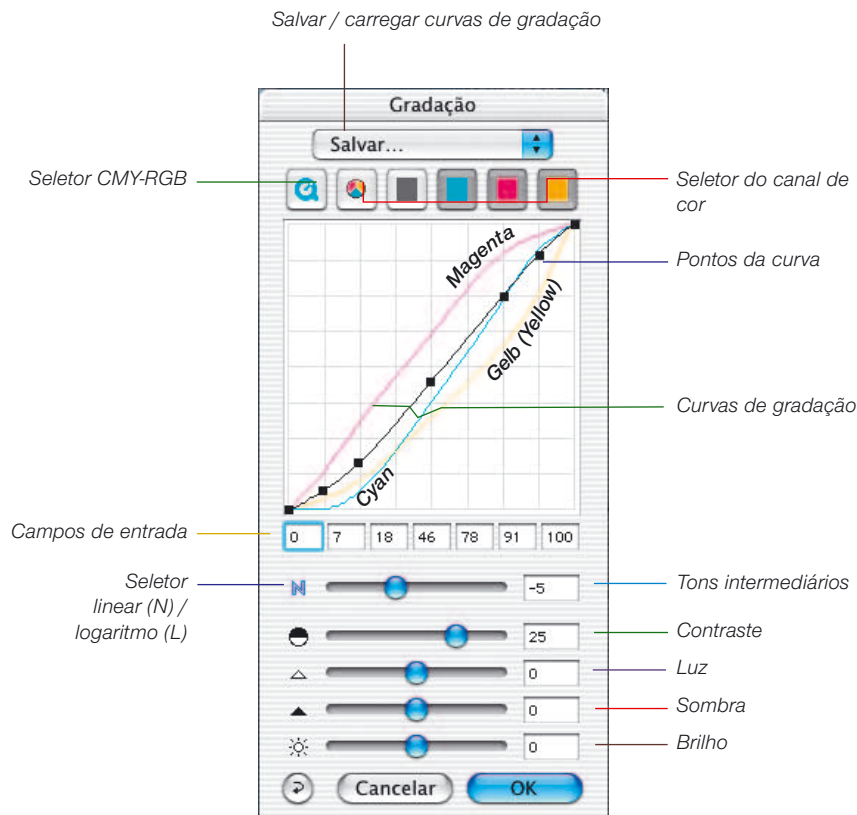 Salvar / carregar curvas de gradação
Gradação
Salvar...
Seletor CMY-RGB
Seletor do canal de
cor
Magenta
Pontos da curva
Gelb (Yellow)
Curvas de gradação
Cyan
Campos de entrada
0 7 18 46 78 91 100
Seletor
linear (N) /
logaritmo (L)
N
-5
Tons intermediários
25
Contraste
0
Luz
0
Sombra
0
Brilho
Cancelar
OK